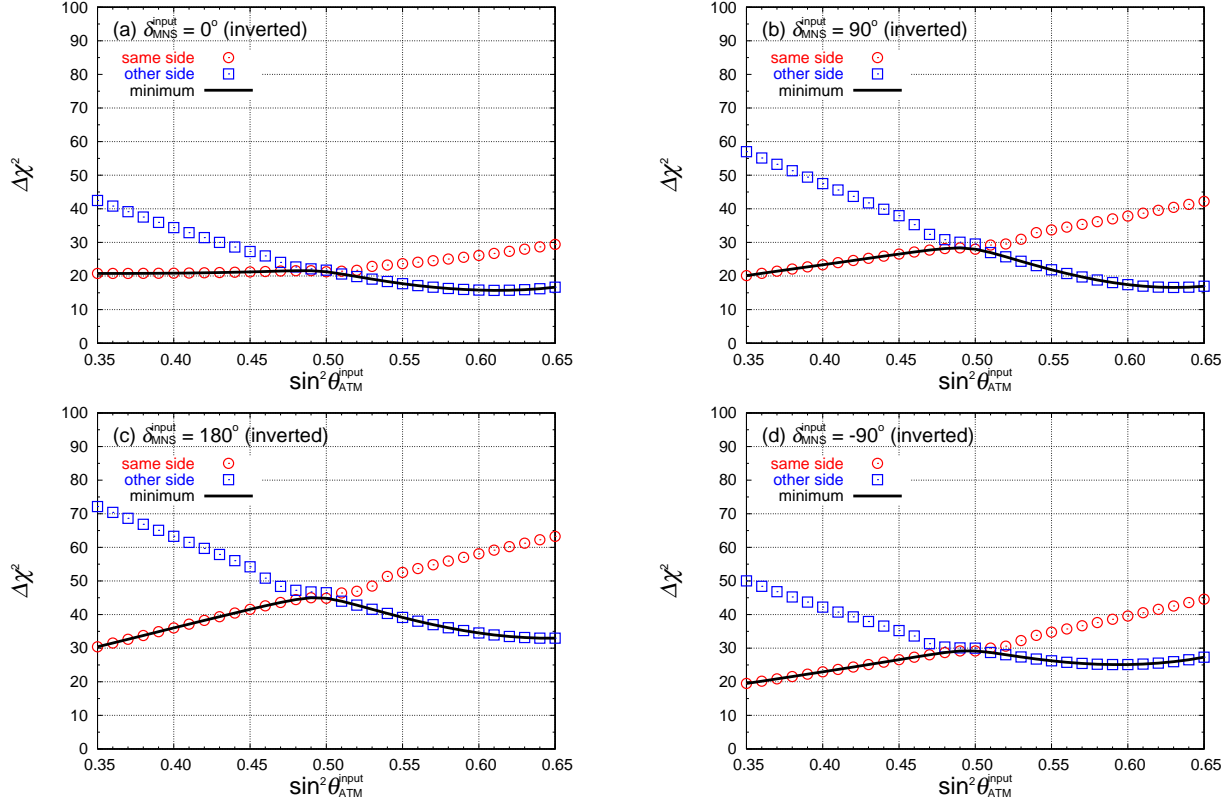 (a) δ^input_MNS = 0° (inverted)
same side
other side
minimum
100
90
80
70
60
50
40
30
20
10
0
Δχ²
0.35 0.40 0.45 0.50 0.55 0.60 0.65
sin²θ^input_ATM
(b) δ^input_MNS = 90° (inverted)
same side
other side
minimum
100
90
80
70
60
50
40
30
20
10
0
Δχ²
0.35 0.40 0.45 0.50 0.55 0.60 0.65
sin²θ^input_ATM
(c) δ^input_MNS = 180° (inverted)
same side
other side
minimum
100
90
80
70
60
50
40
30
20
10
0
Δχ²
0.35 0.40 0.45 0.50 0.55 0.60 0.65
sin²θ^input_ATM
(d) δ^input_MNS = -90° (inverted)
same side
other side
minimum
100
90
80
70
60
50
40
30
20
10
0
Δχ²
0.35 0.40 0.45 0.50 0.55 0.60 0.65
sin²θ^input_ATM